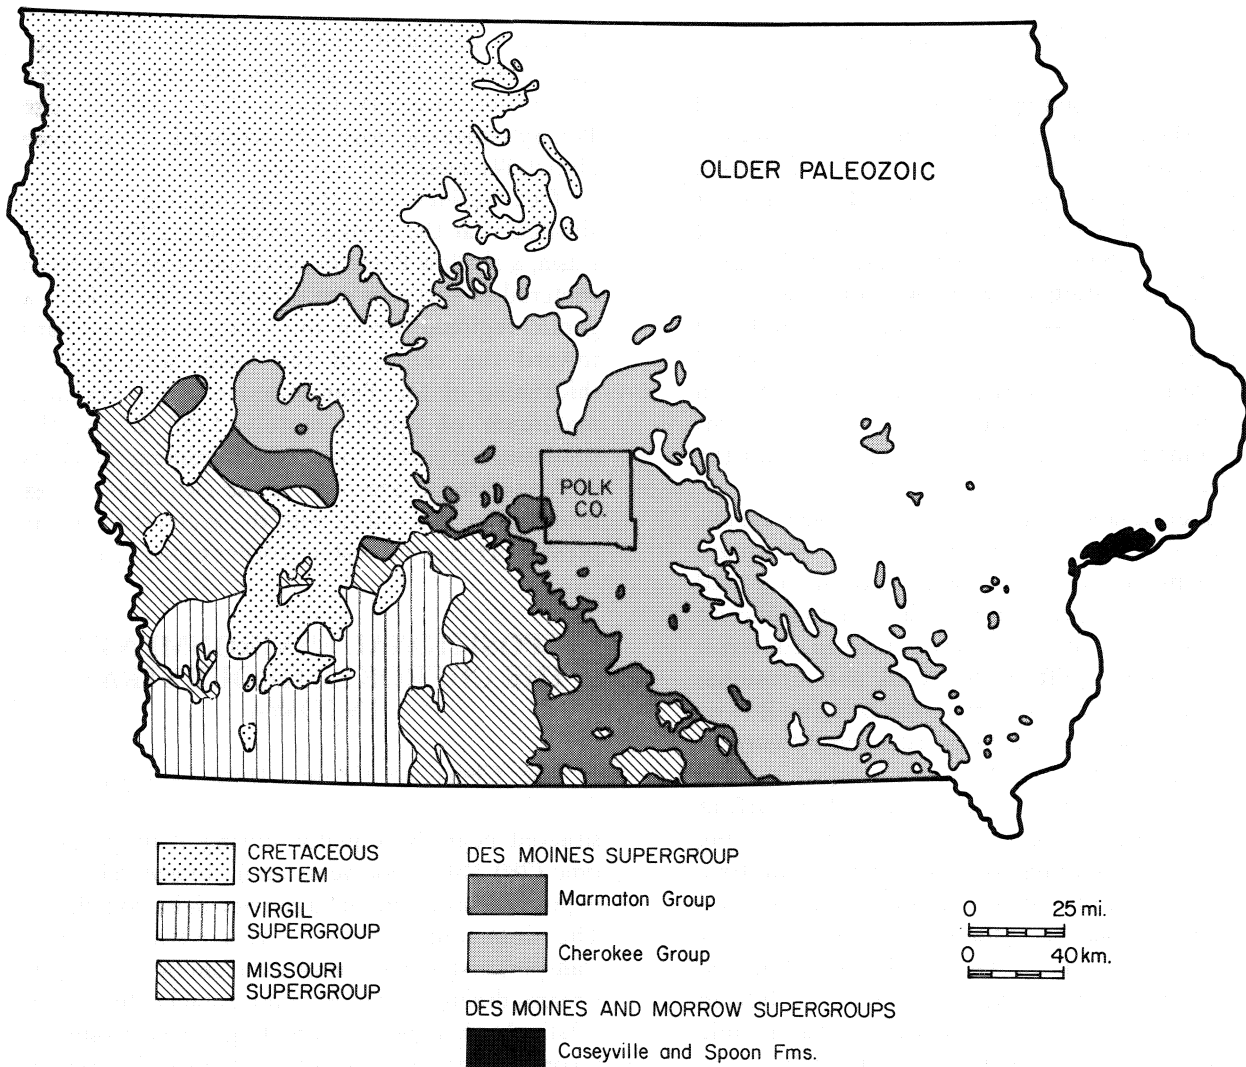 OLDER PALEOZOIC
POLK
CO.
CRETACEOUS
SYSTEM
VIRGIL
SUPERGROUP
MISSOURI
SUPERGROUP
DES MOINES SUPERGROUP
Marmaton Group
Cherokee Group
DES MOINES AND MORROW SUPERGROUPS
Caseyville and Spoon Fms.
0 25 mi.
0 40 km.